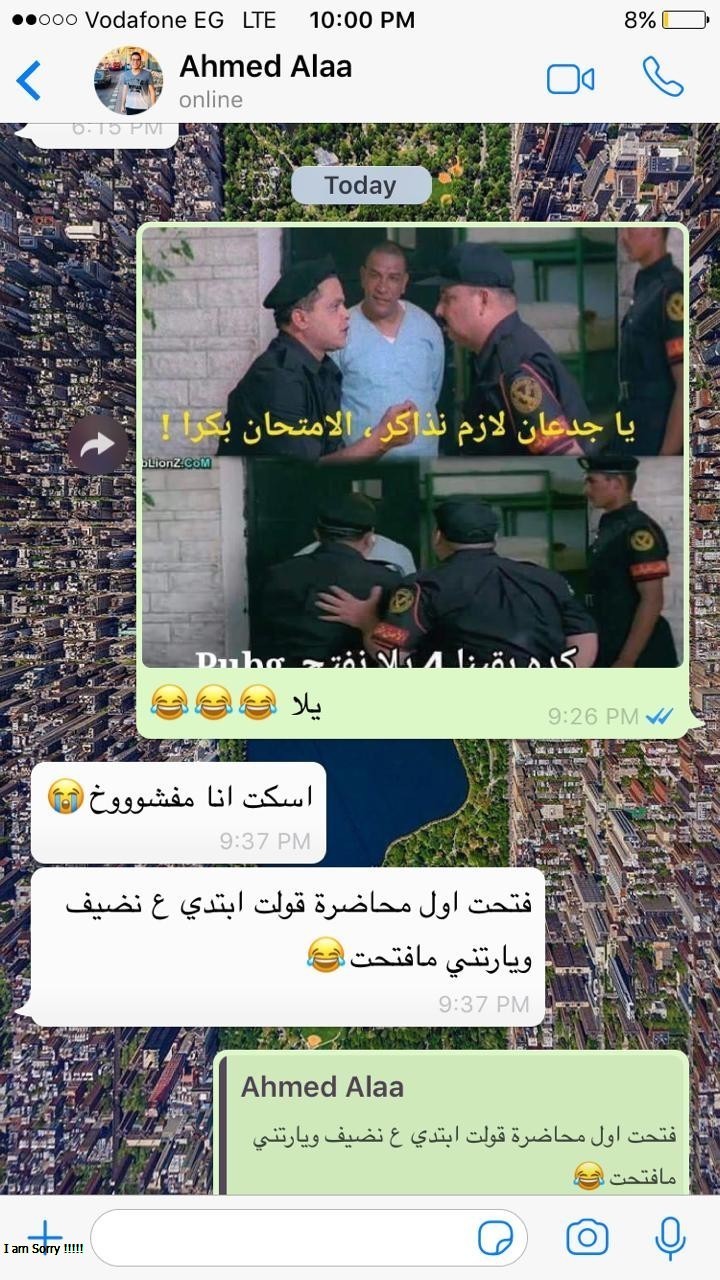 Vodafone EG LTE 10:00 PM 8%
Ahmed Alaa
online
6:15 PM
Today
يا جدعان لازم نذاكر ، الامتحان بكرا !
bLionZ.CoM
كده بقينا 4 يلا نفتح Pubg
يلا 😂😂😂
9:26 PM
اسكت انا مفشوووخ😭
9:37 PM
فتحت اول محاضرة قولت ابتدي ع نضيف
ويارتني مافتحت😂
9:37 PM
Ahmed Alaa
فتحت اول محاضرة قولت ابتدي ع نضيف ويارتني
مافتحت😂
I am Sorry !!!!!